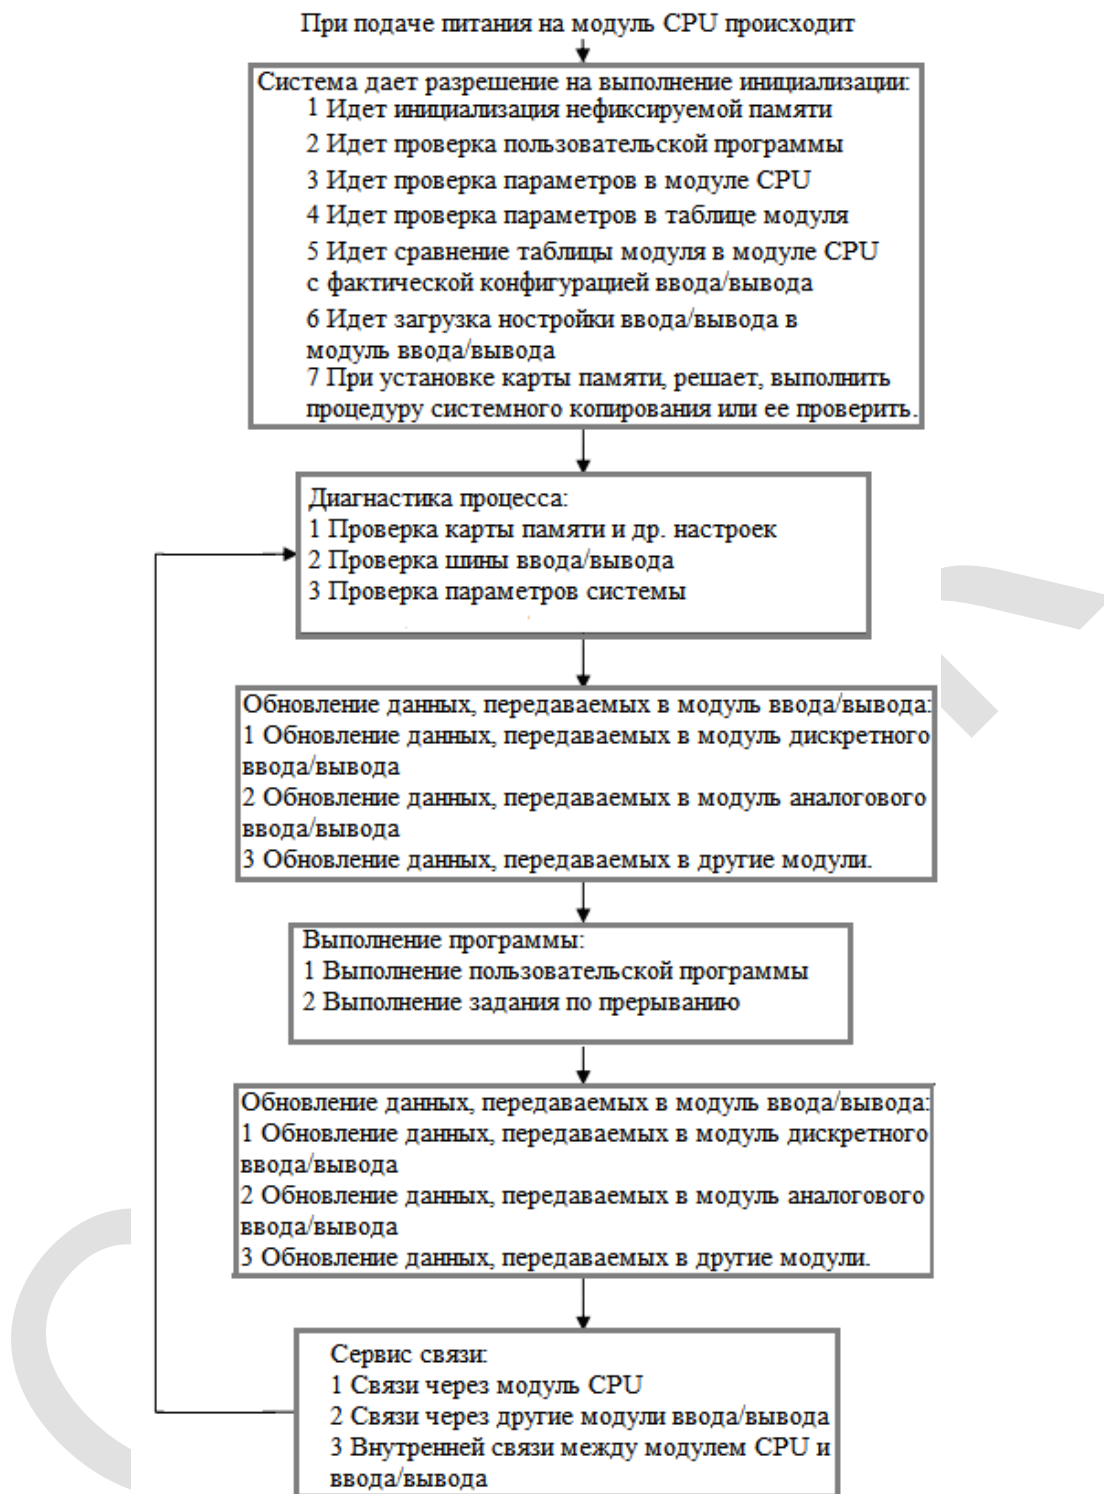 При подаче питания на модуль CPU происходит
Система дает разрешение на выполнение инициализации:
1 Идет инициализация нефиксируемой памяти
2 Идет проверка пользовательской программы
3 Идет проверка параметров в модуле CPU
4 Идет проверка параметров в таблице модуля
5 Идет сравнение таблицы модуля в модуле CPU
с фактической конфигурацией ввода/вывода
6 Идет загрузка ностройки ввода/вывода в
модуль ввода/вывода
7 При установке карты памяти, решает, выполнить
процедуру системного копирования или ее проверить.
Диагнастика процесса:
1 Проверка карты памяти и др. настроек
2 Проверка шины ввода/вывода
3 Проверка параметров системы
Обновление данных, передаваемых в модуль ввода/вывода:
1 Обновление данных, передаваемых в модуль дискретного
ввода/вывода
2 Обновление данных, передаваемых в модуль аналогового
ввода/вывода
3 Обновление данных, передаваемых в другие модули.
Выполнение программы:
1 Выполнение пользовательской программы
2 Выполнение задания по прерыванию
Обновление данных, передаваемых в модуль ввода/вывода:
1 Обновление данных, передаваемых в модуль дискретного
ввода/вывода
2 Обновление данных, передаваемых в модуль аналогового
ввода/вывода
3 Обновление данных, передаваемых в другие модули.
Сервис связи:
1 Связи через модуль CPU
2 Связи через другие модули ввода/вывода
3 Внутренней связи между модулем CPU и
ввода/вывода